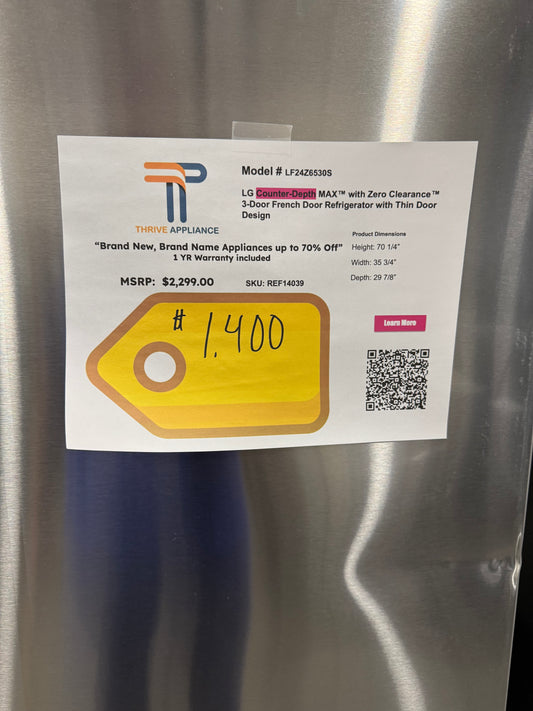 Model # LF24Z6530S
LG Counter-Depth MAX™ with Zero Clearance™
3-Door French Door Refrigerator with Thin Door
Design
THRIVE APPLIANCE
"Brand New, Brand Name Appliances up to 70% Off"
1 YR Warranty included
Product Dimensions
Height: 70 1/4"
Width: 35 3/4"
Depth: 29 7/8"
MSRP: $2,299.00
SKU: REF14039
$1,400
Learn More